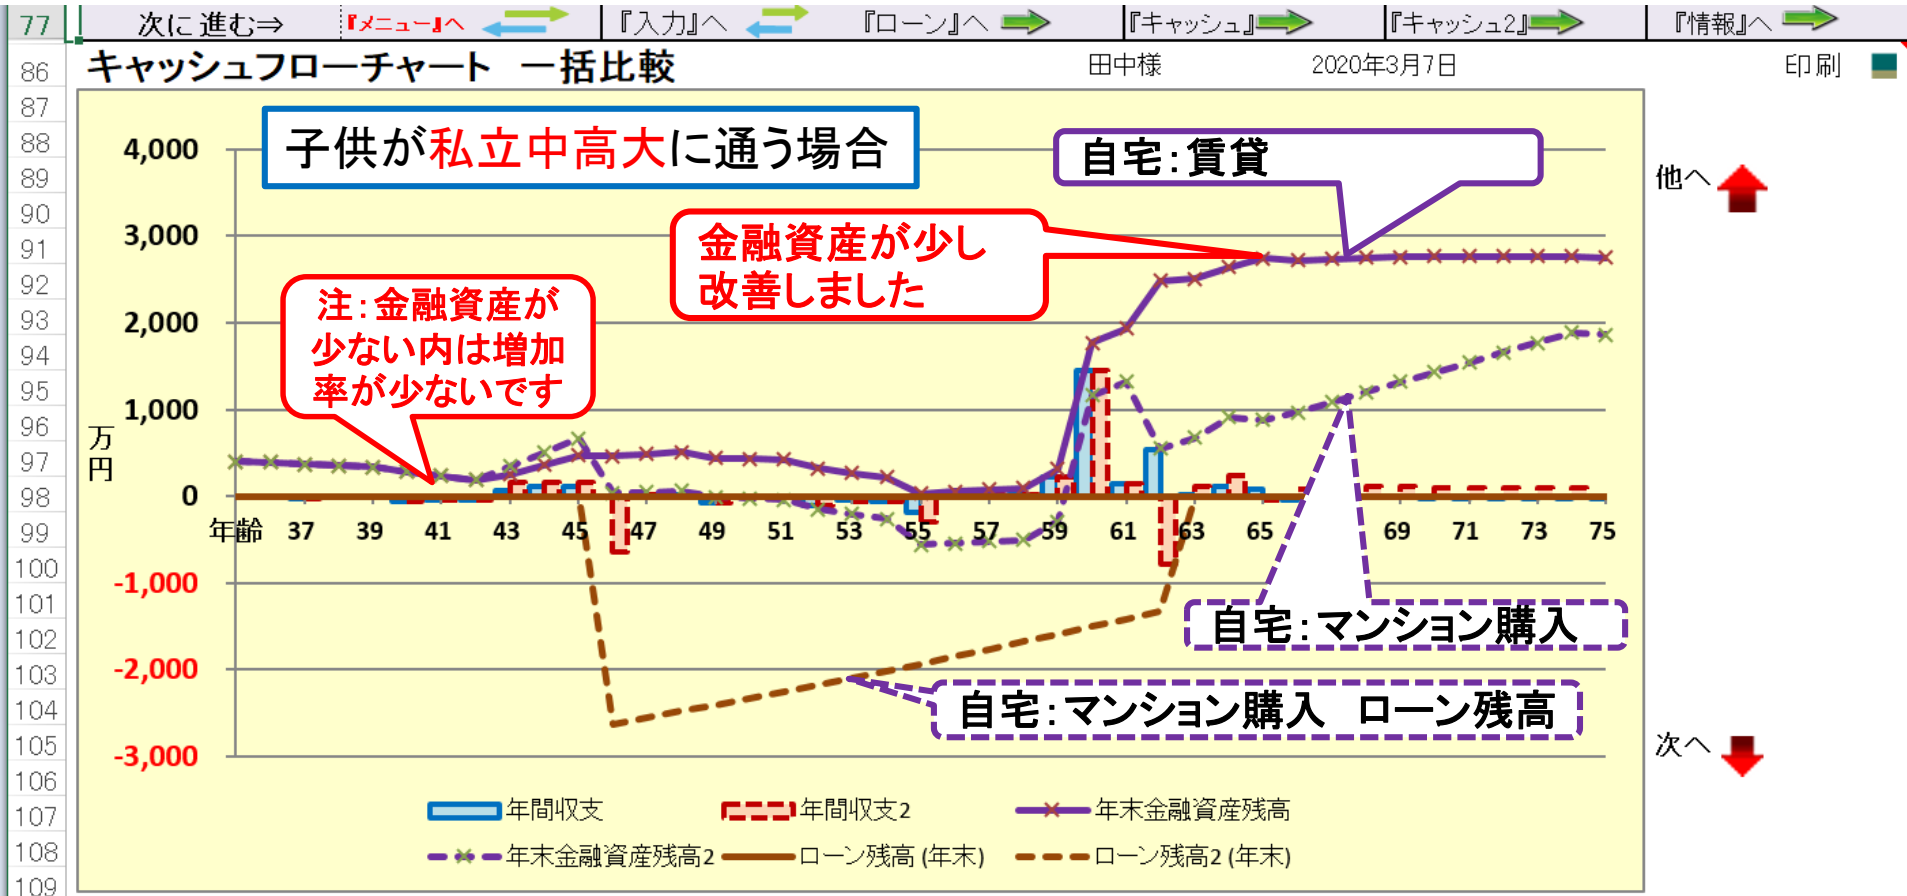 77 次に 進む⇒ 『メニュー』へ 『入力』へ 『ローン』へ 『キャッシュ』 『キャッシュ2』 『情報』へ
86 キャッシュフローチャート 一括比較 田中様 2020年3月7日 印刷
87
88
89
90
91
92
93
94
95
96
97
98
99
100
101
102
103
104
105
106
107
108
109
子供が私立中高大に通う場合
自宅：賃貸
他へ
金融資産が少し
改善しました
注：金融資産が
少ない内は増加
率が少ないです
4,000
3,000
2,000
1,000
0
-1,000
-2,000
-3,000
万
円
年齢 37 39 41 43 45 47 49 51 53 55 57 59 61 63 65 69 71 73 75
自宅：マンション購入
自宅：マンション購入 ローン残高
次へ
年間収支 年間収支2 年末金融資産残高
年末金融資産残高2 ローン残高 (年末) ローン残高2 (年末)